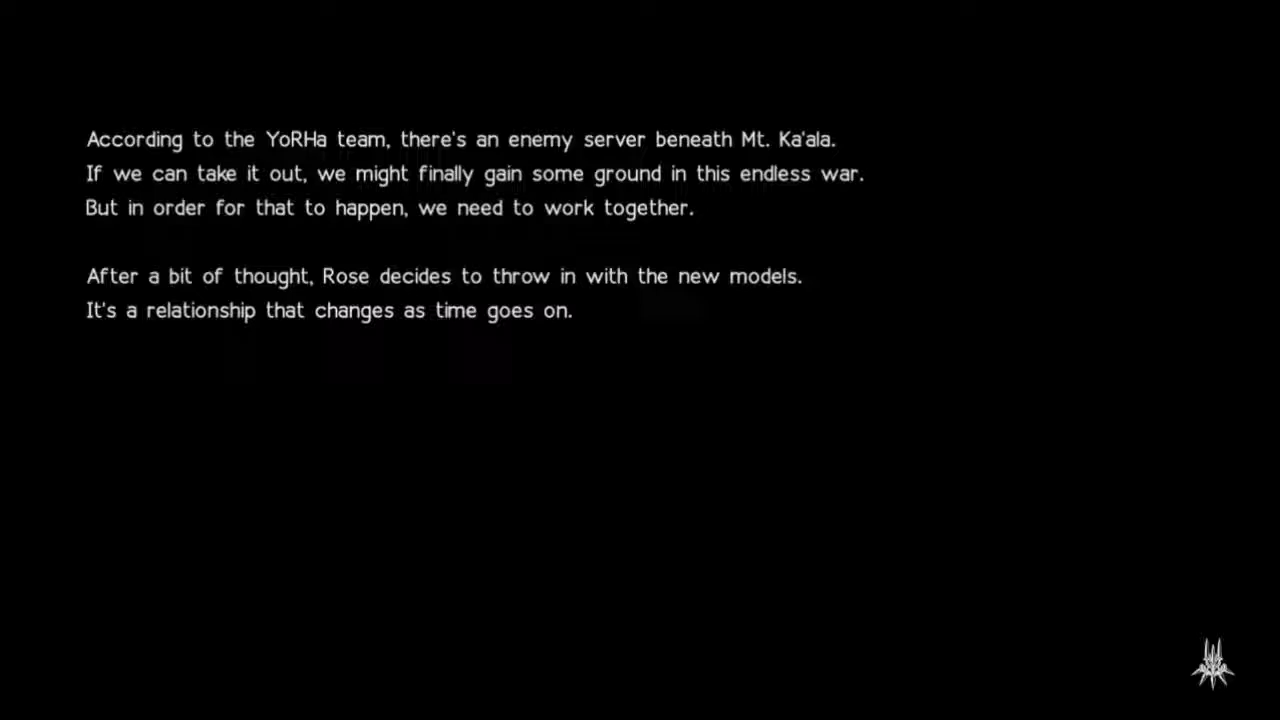 According to the YoRHa team, there's an enemy server beneath Mt. Ka'ala.
If we can take it out, we might finally gain some ground in this endless war.
But in order for that to happen, we need to work together.
After a bit of thought, Rose decides to throw in with the new models.
It's a relationship that changes as time goes on.